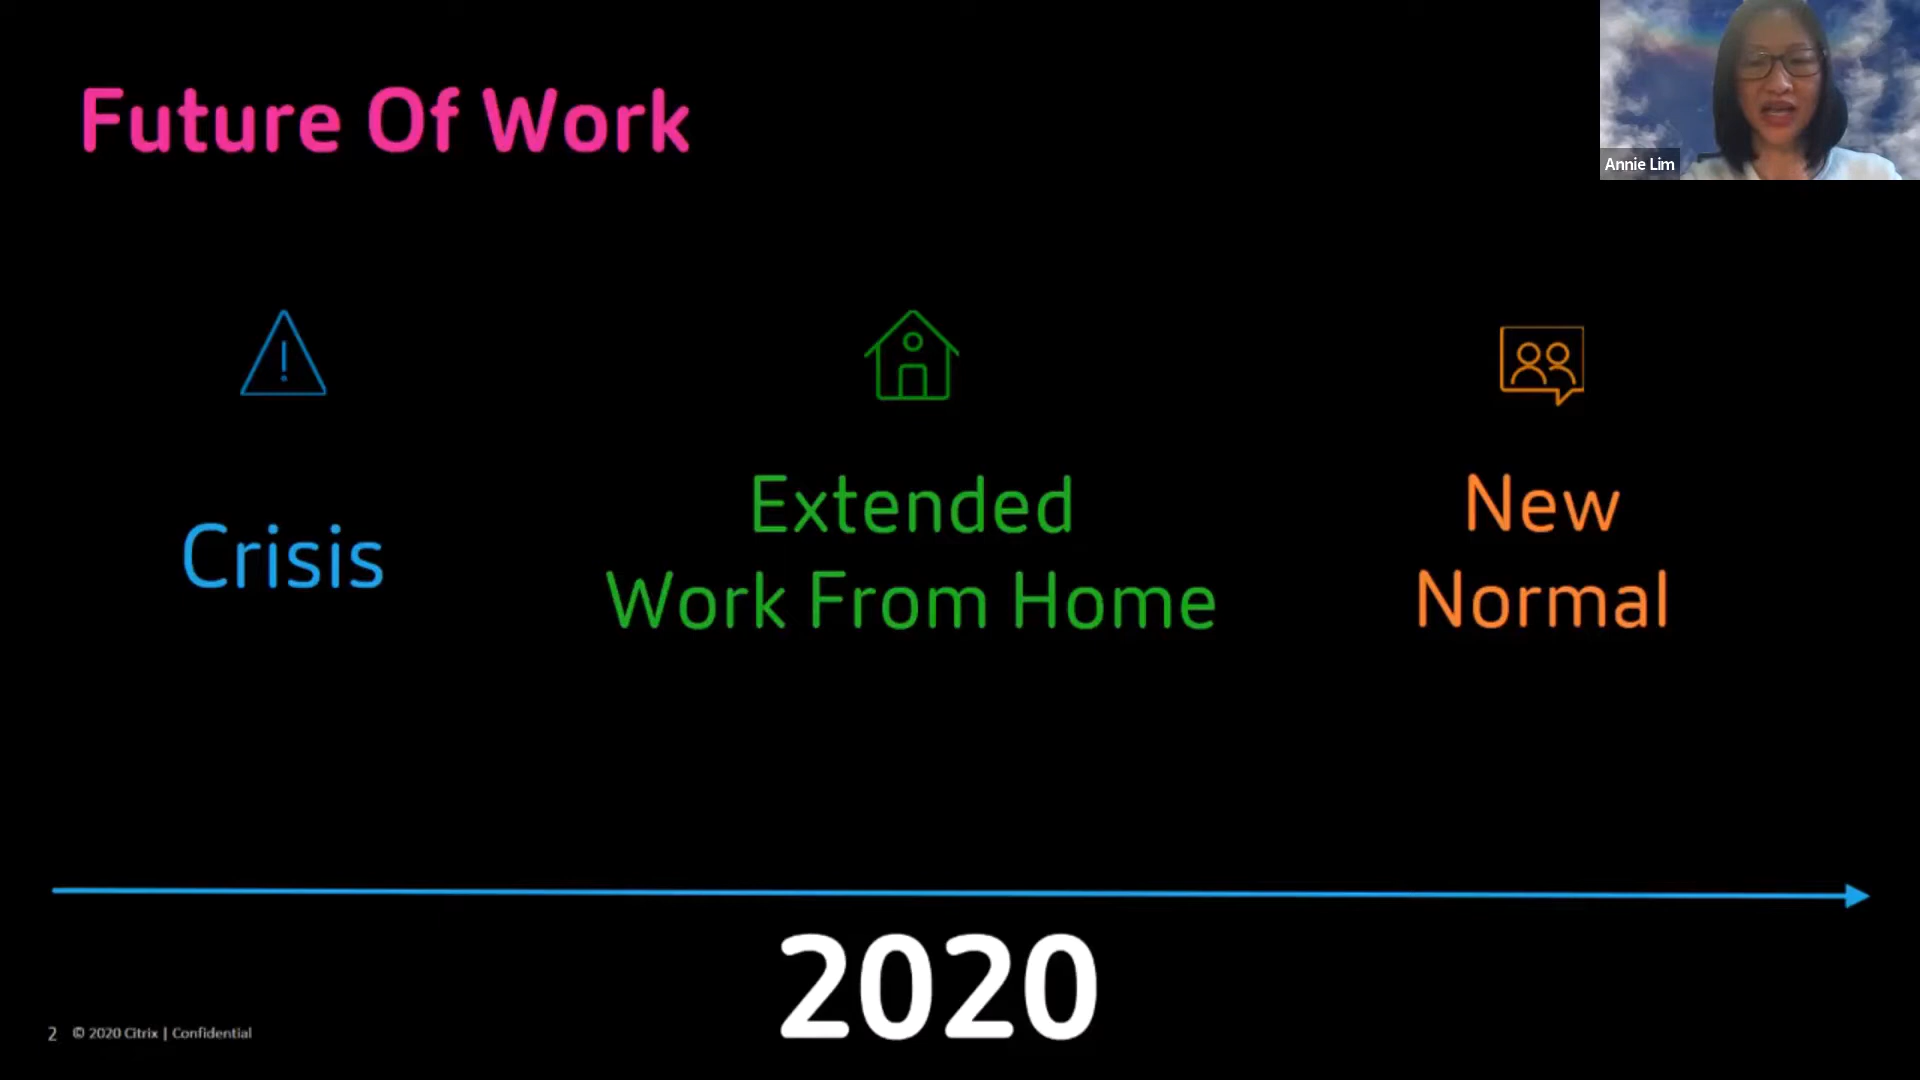 Future Of Work
Annie Lim
Crisis
Extended
Work From Home
New
Normal
2020
2 © 2020 Citrix | Confidential